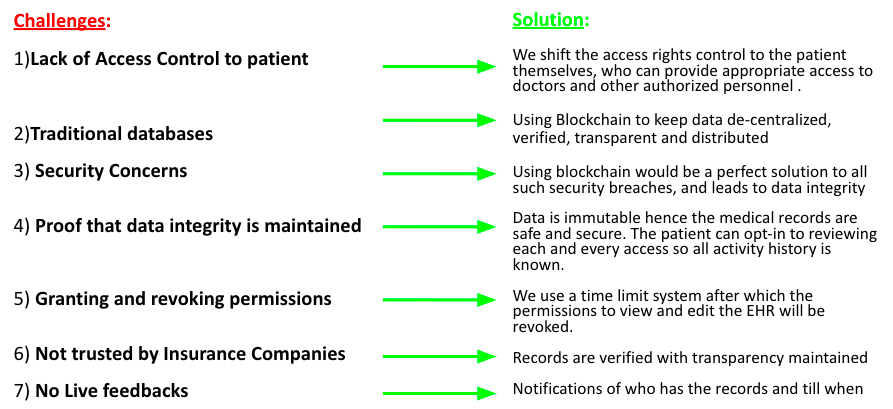 Challenges:
Solution:
1)Lack of Access Control to patient
We shift the access rights control to the patient
themselves, who can provide appropriate access to
doctors and other authorized personnel .
2)Traditional databases
Using Blockchain to keep data de-centralized,
verified, transparent and distributed
3) Security Concerns
Using blockchain would be a perfect solution to all
such security breaches, and leads to data integrity
4) Proof that data integrity is maintained
Data is immutable hence the medical records are
safe and secure. The patient can opt-in to reviewing
each and every access so all activity history is
known.
5) Granting and revoking permissions
We use a time limit system after which the
permissions to view and edit the EHR will be
revoked.
6) Not trusted by Insurance Companies
Records are verified with transparency maintained
7) No Live feedbacks
Notifications of who has the records and till when